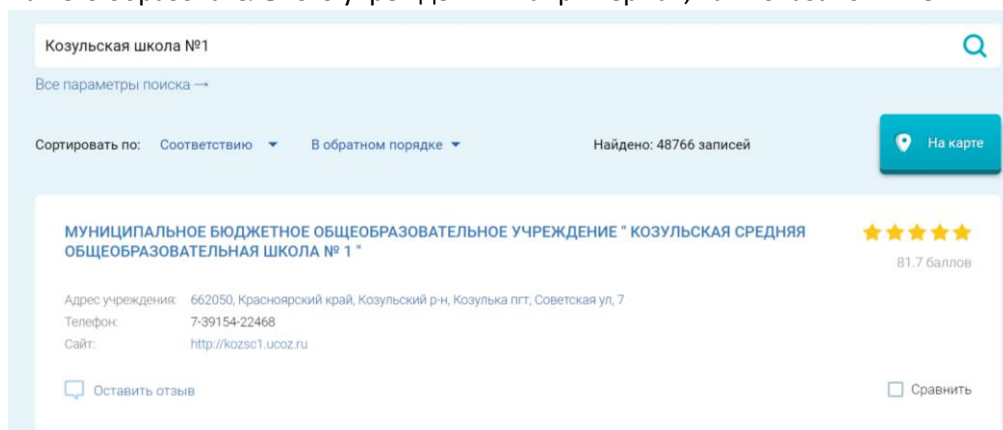 Козульская школа №1
Все параметры поиска →
Сортировать по: Соответствию В обратном порядке Найдено: 48766 записей На карте
МУНИЦИПАЛЬНОЕ БЮДЖЕТНОЕ ОБЩЕОБРАЗОВАТЕЛЬНОЕ УЧРЕЖДЕНИЕ " КОЗУЛЬСКАЯ СРЕДНЯЯ
ОБЩЕОБРАЗОВАТЕЛЬНАЯ ШКОЛА № 1 "
81.7 баллов
Адрес учреждения: 662050, Красноярский край, Козульский р-н, Козулька пгт, Советская ул, 7
Телефон: 7-39154-22468
Сайт: http://kozsc1.ucoz.ru
Оставить отзыв Сравнить